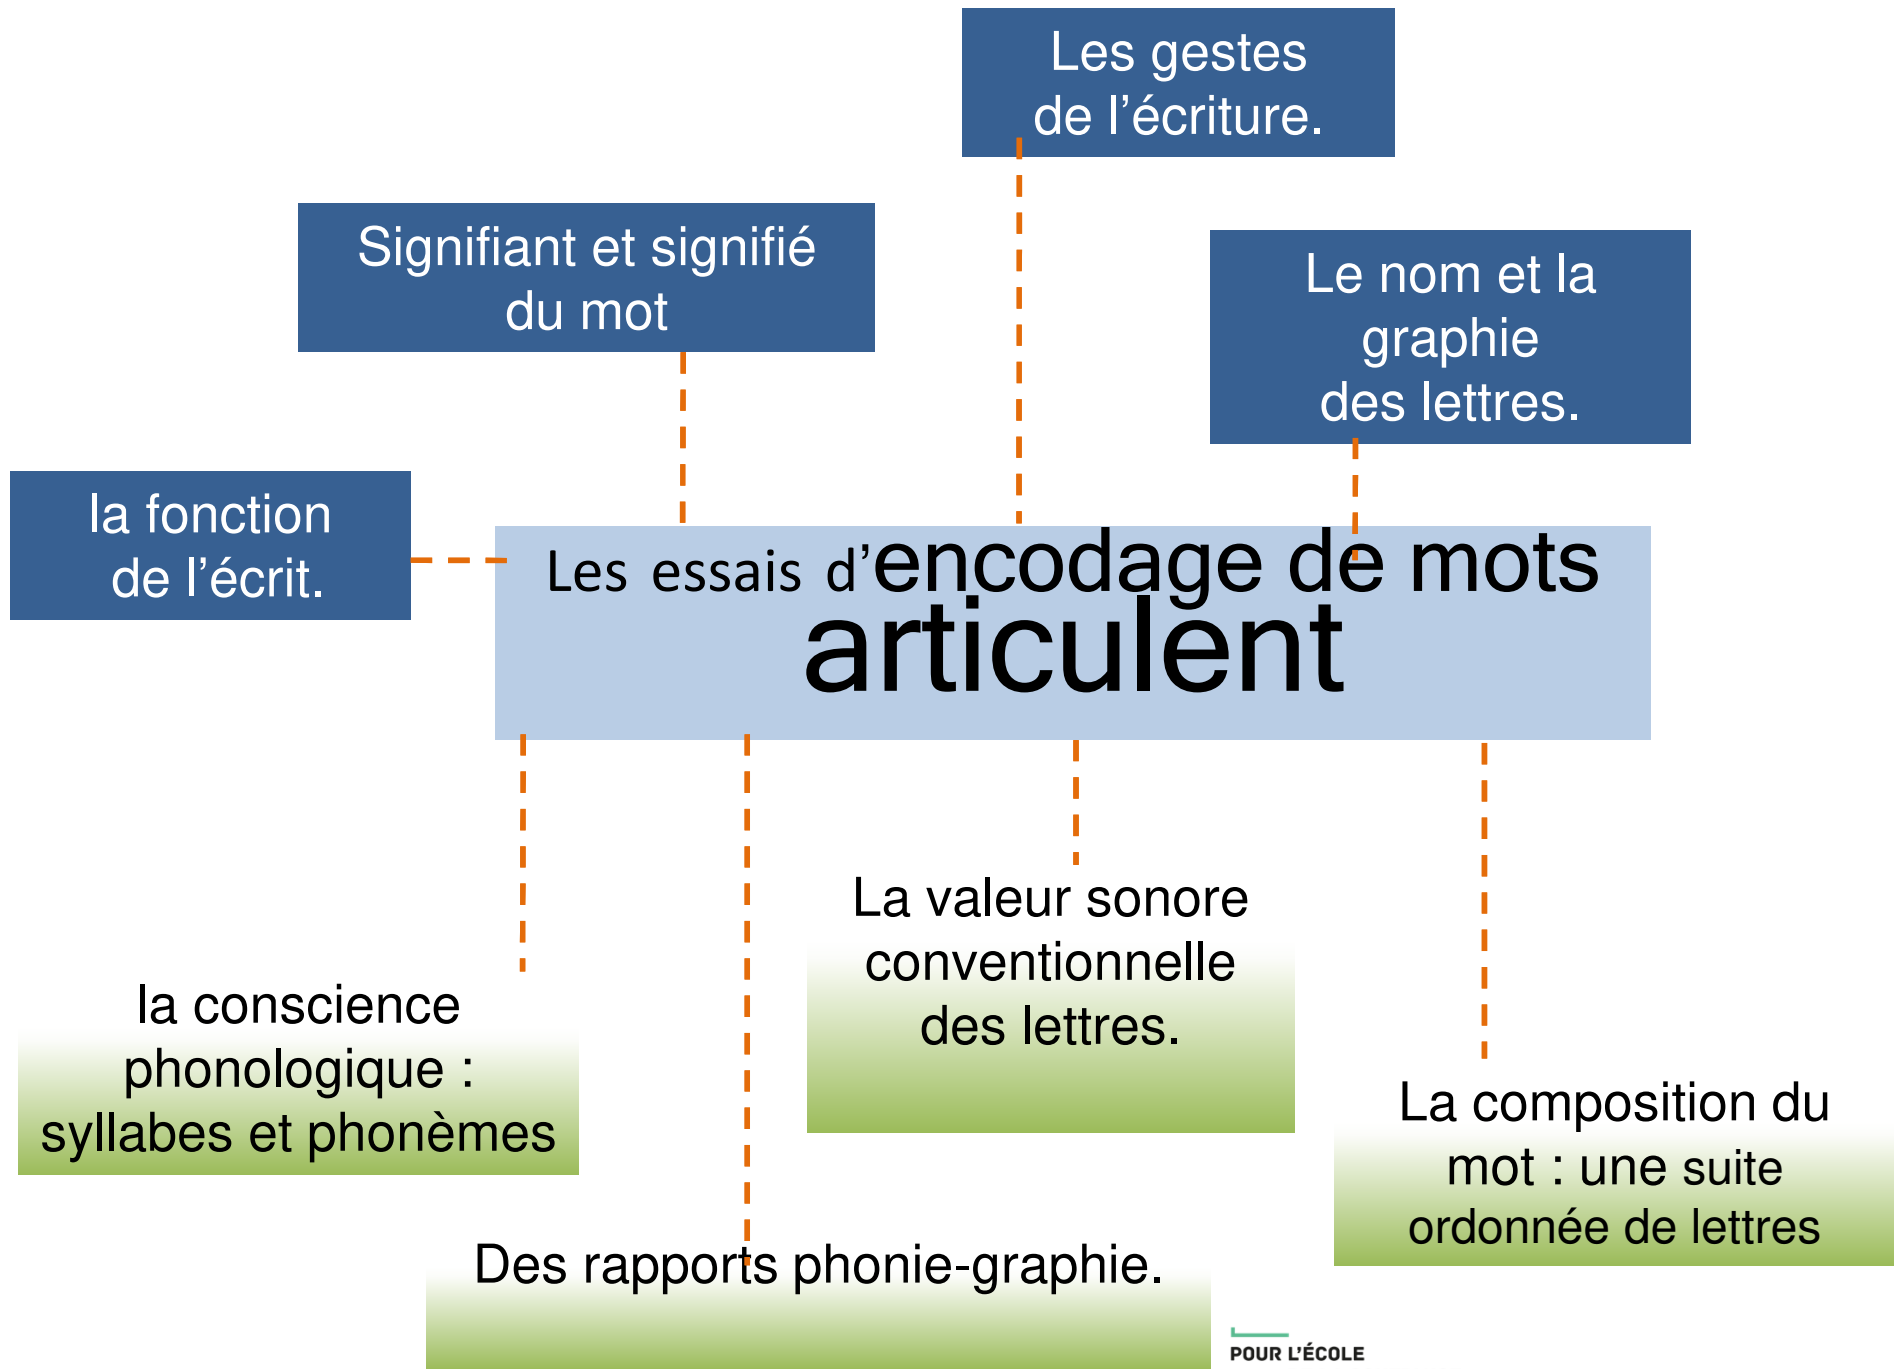 Les gestes
de l’écriture.
Signifiant et signifié
du mot
Le nom et la
graphie
des lettres.
la fonction
de l’écrit.
Les essais d’encodage de mots
articulent
La valeur sonore
conventionnelle
des lettres.
la conscience
phonologique :
syllabes et phonèmes
La composition du
mot : une suite
ordonnée de lettres
Des rapports phonie-graphie.
POUR L’ÉCOLE